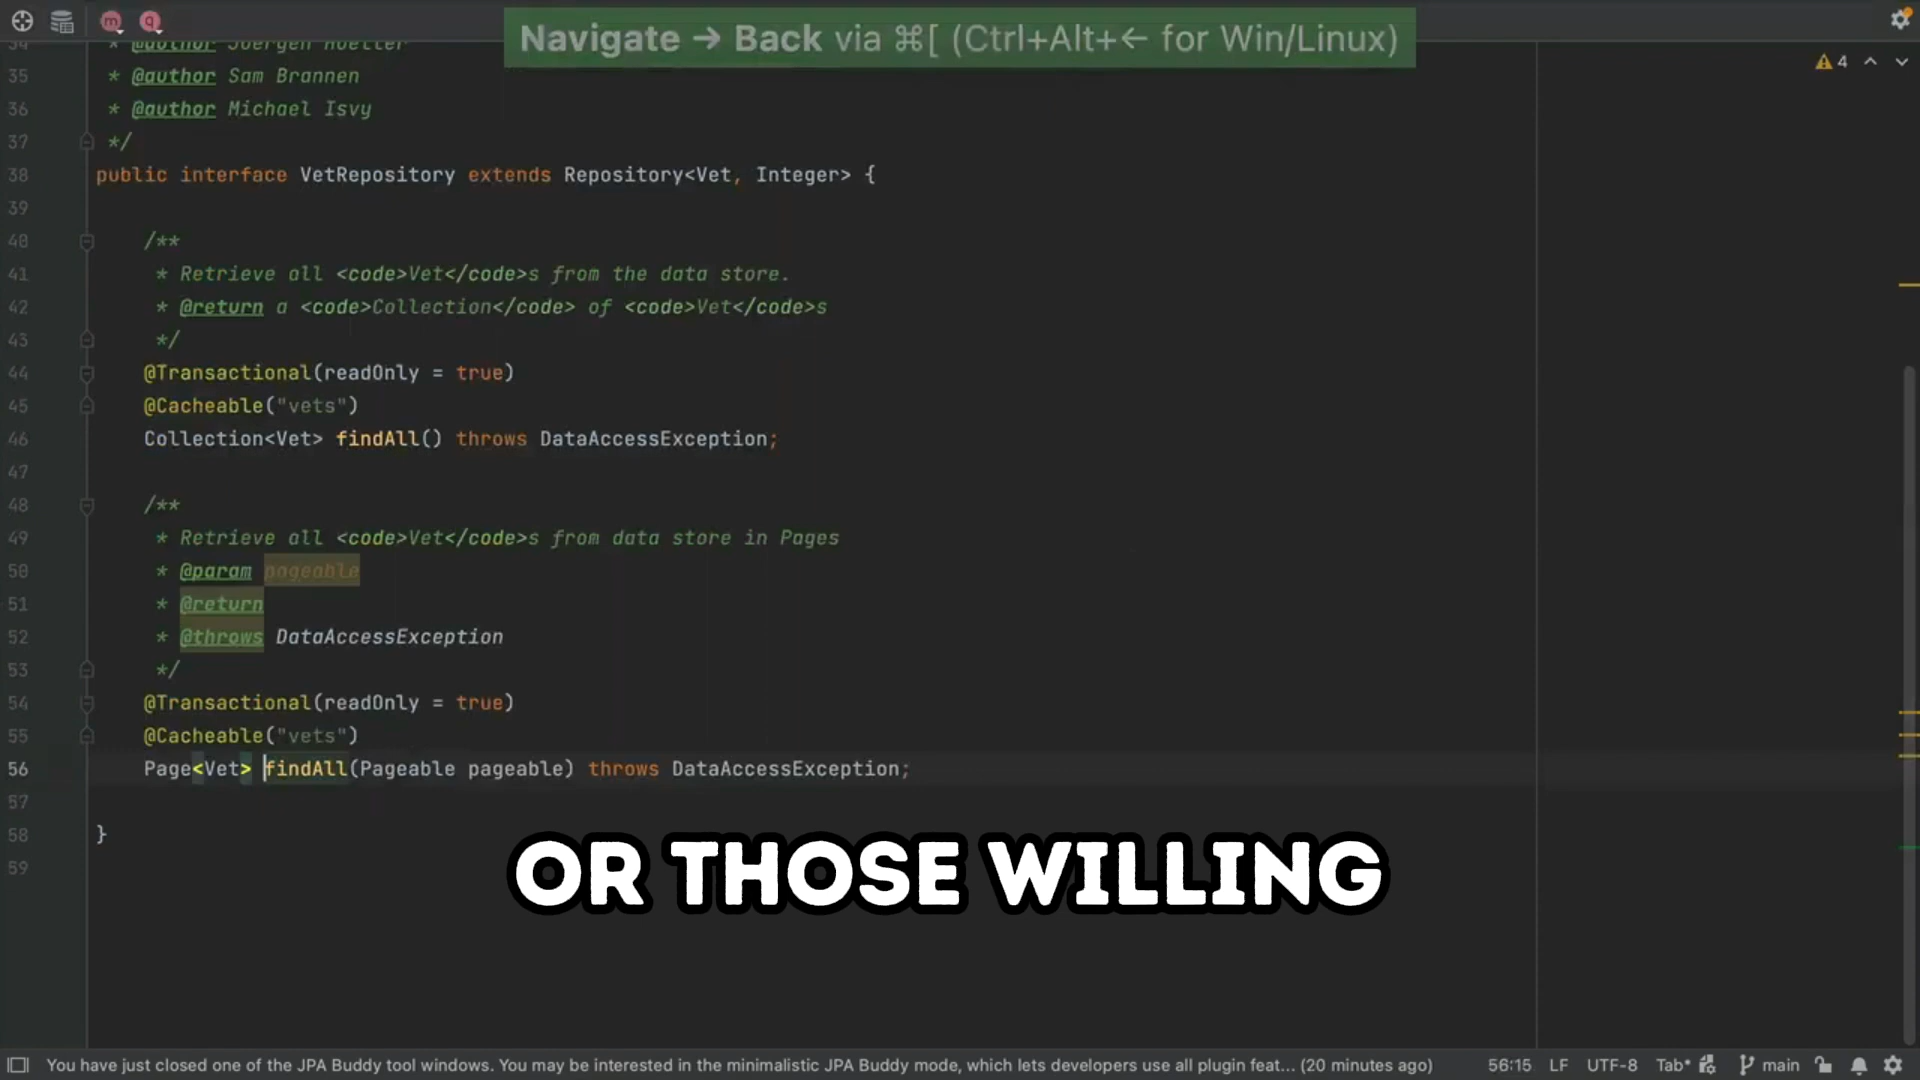 m q
Navigate → Back via ⌘[ (Ctrl+Alt+← for Win/Linux)
4
34 * @author Juergen Hoeller
35 * @author Sam Brannen
36 * @author Michael Isvy
37 */
38 public interface VetRepository extends Repository<Vet, Integer> {
39
40 /**
41 * Retrieve all <code>Vet</code>s from the data store.
42 * @return a <code>Collection</code> of <code>Vet</code>s
43 */
44 @Transactional(readOnly = true)
45 @Cacheable("vets")
46 Collection<Vet> findAll() throws DataAccessException;
47
48 /**
49 * Retrieve all <code>Vet</code>s from data store in Pages
50 * @param pageable
51 * @return
52 * @throws DataAccessException
53 */
54 @Transactional(readOnly = true)
55 @Cacheable("vets")
56 Page<Vet> findAll(Pageable pageable) throws DataAccessException;
57
58 }
59
OR THOSE WILLING
You have just closed one of the JPA Buddy tool windows. You may be interested in the minimalistic JPA Buddy mode, which lets developers use all plugin feat... (20 minutes ago) 56:15 LF UTF-8 Tab* main